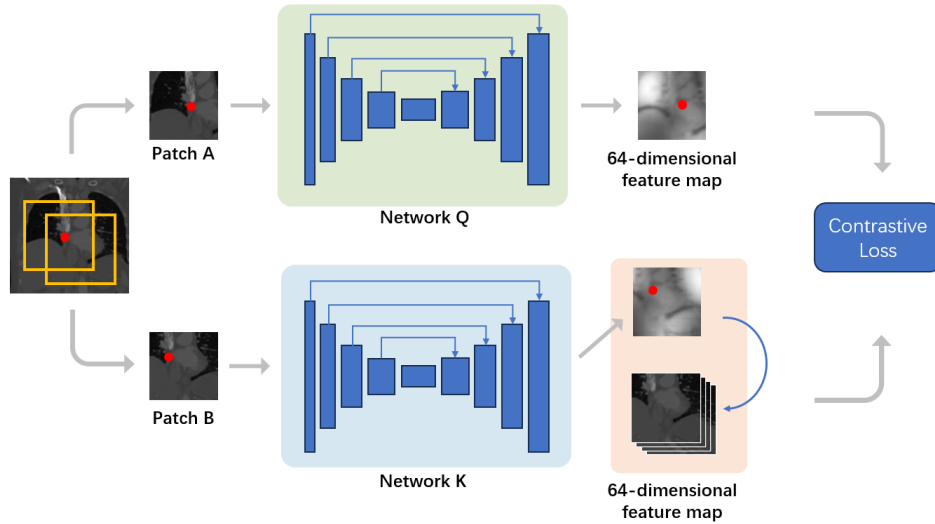 Patch A
Network Q
64-dimensional
feature map
Contrastive
Loss
Patch B
Network K
64-dimensional
feature map